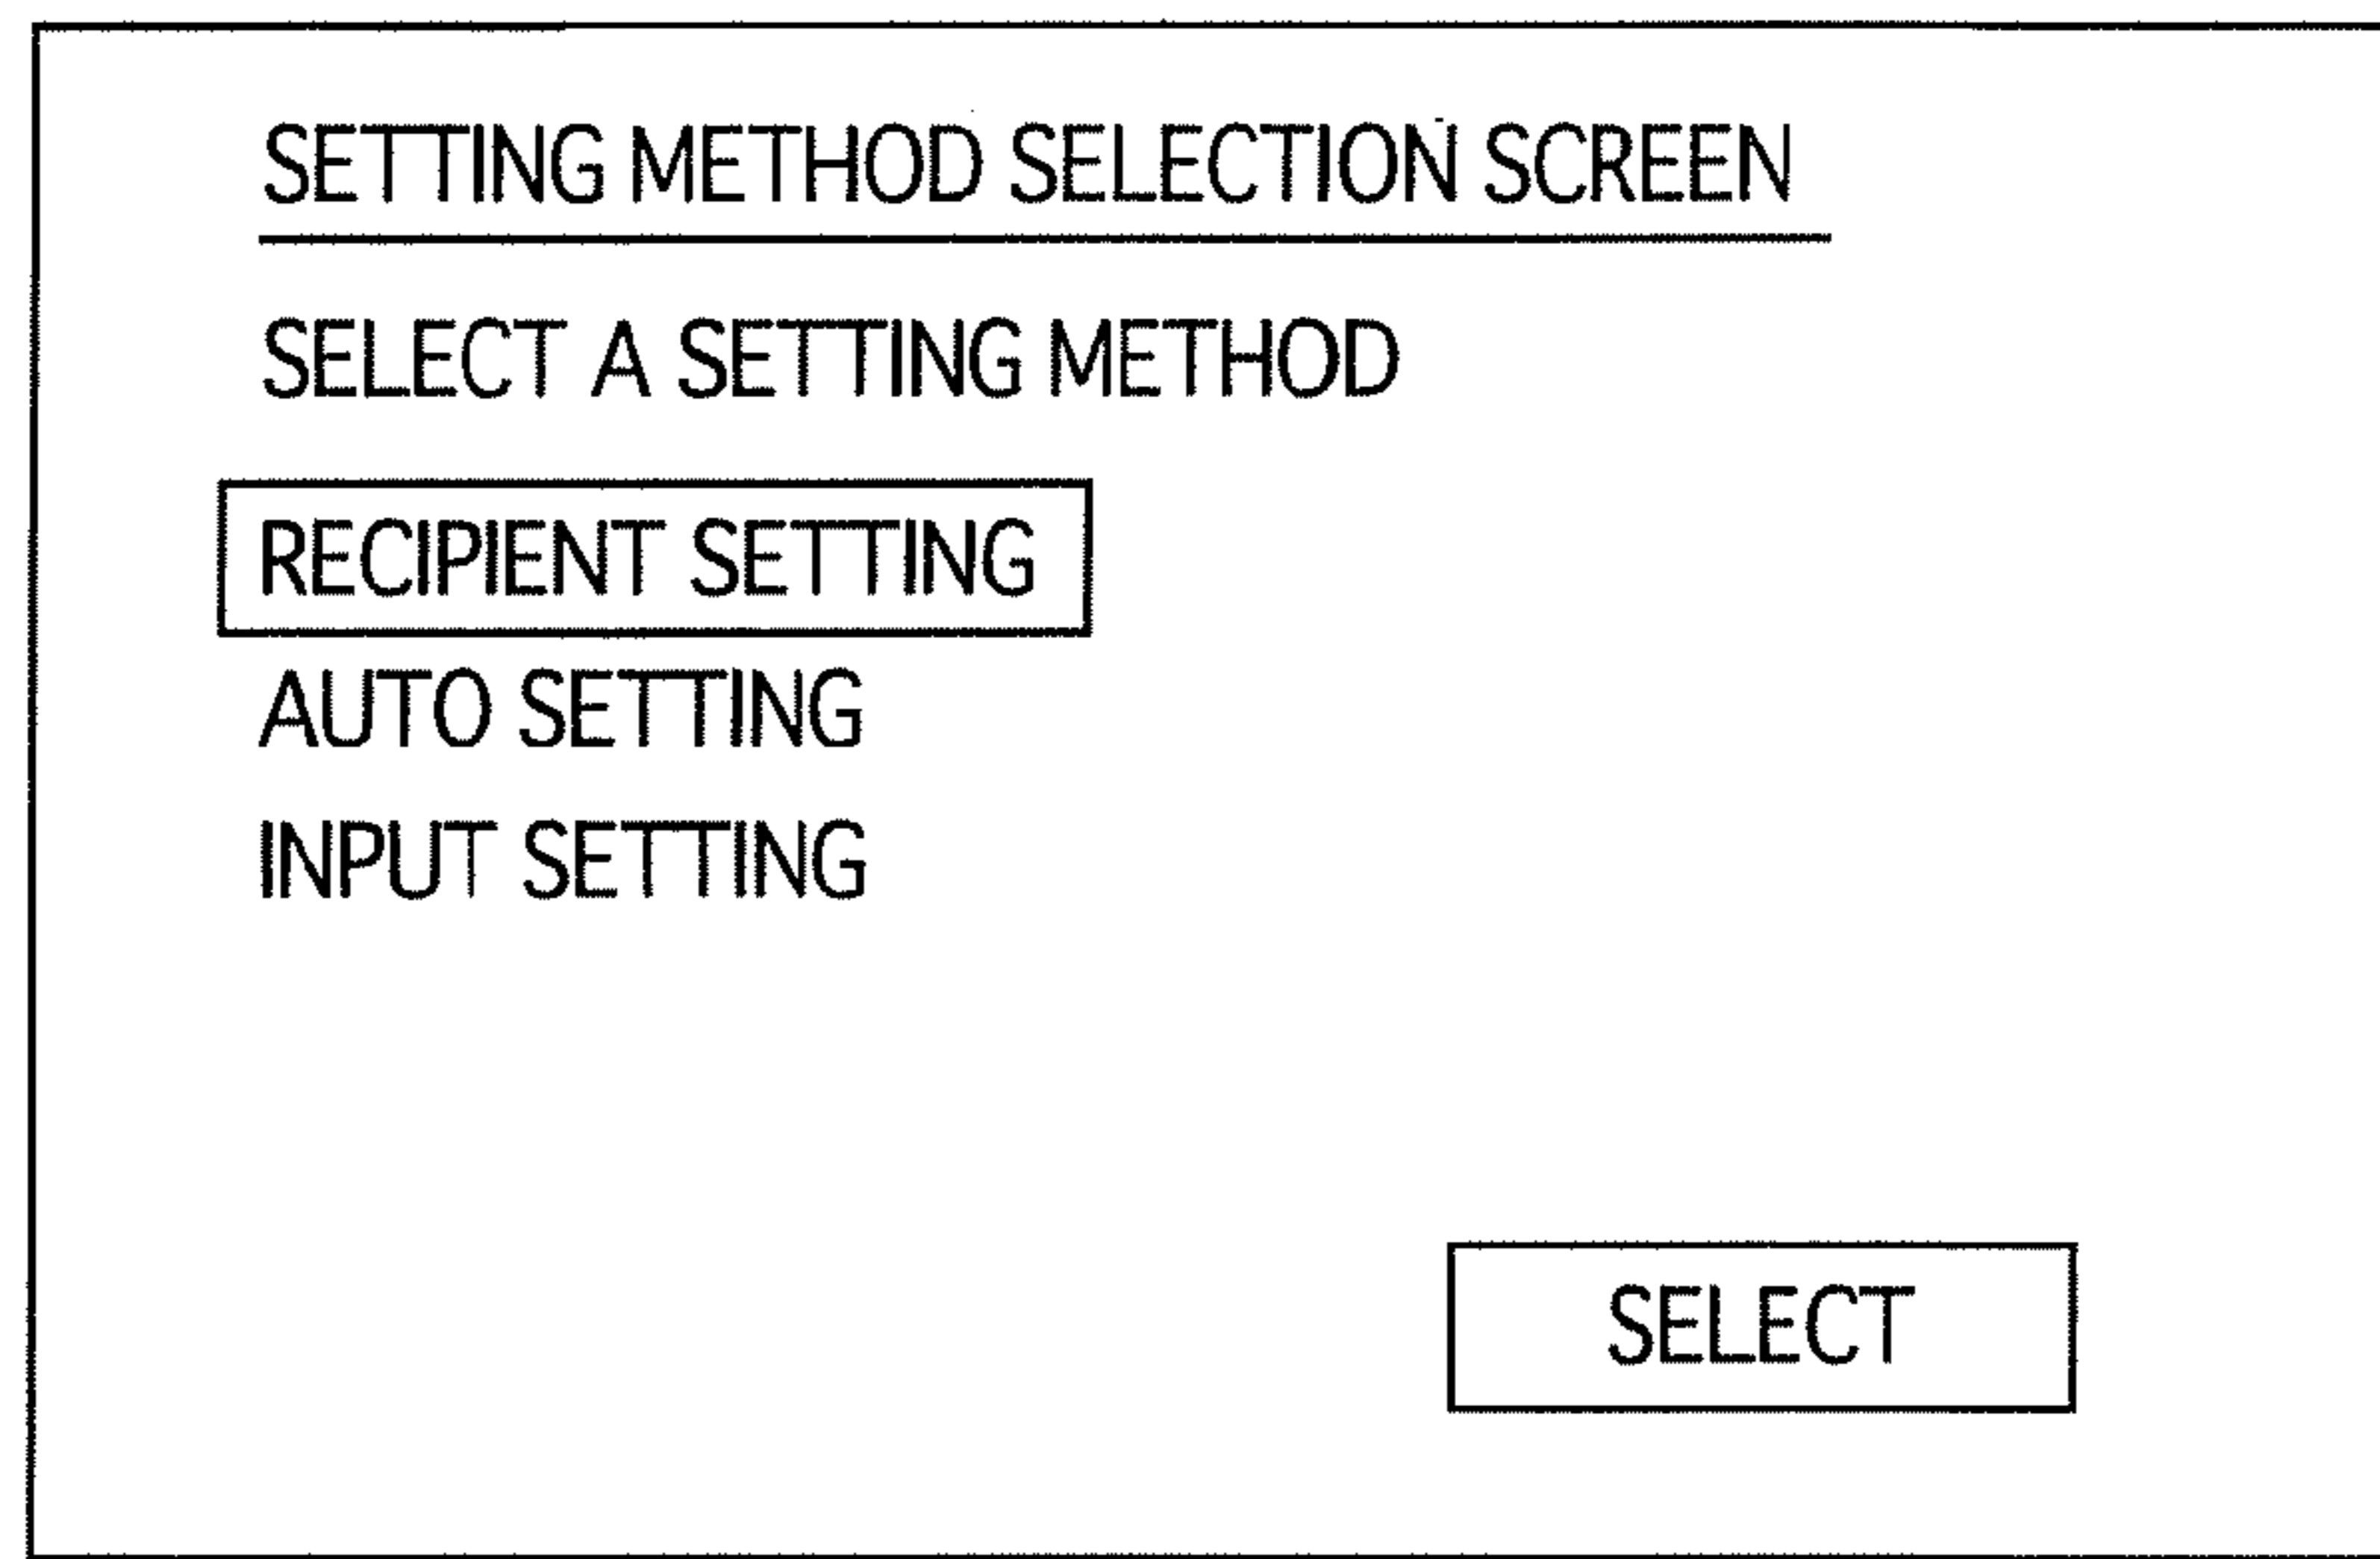 SETTING METHOD SELECTION SCREEN
SELECT A SETTING METHOD
RECIPIENT SETTING
AUTO SETTING
INPUT SETTING
SELECT